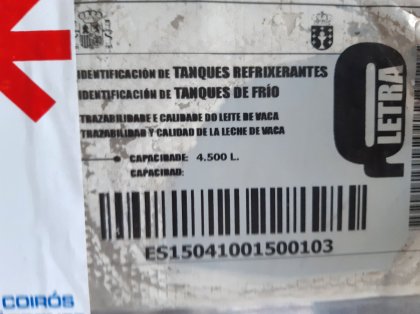 IDENTIFICACIÓN DE TANQUES REFRIXERANTES
IDENTIFICACIÓN DE TANQUES DE FRÍO
TRAZABILIDADE E CALIDADE DO LEITE DE VACA
TRAZABILIDAD Y CALIDAD DE LA LECHE DE VACA
CAPACIDADE: 4.500 L.
CAPACIDAD:
ES15041001500103
LETRA
Q
COIRÓS